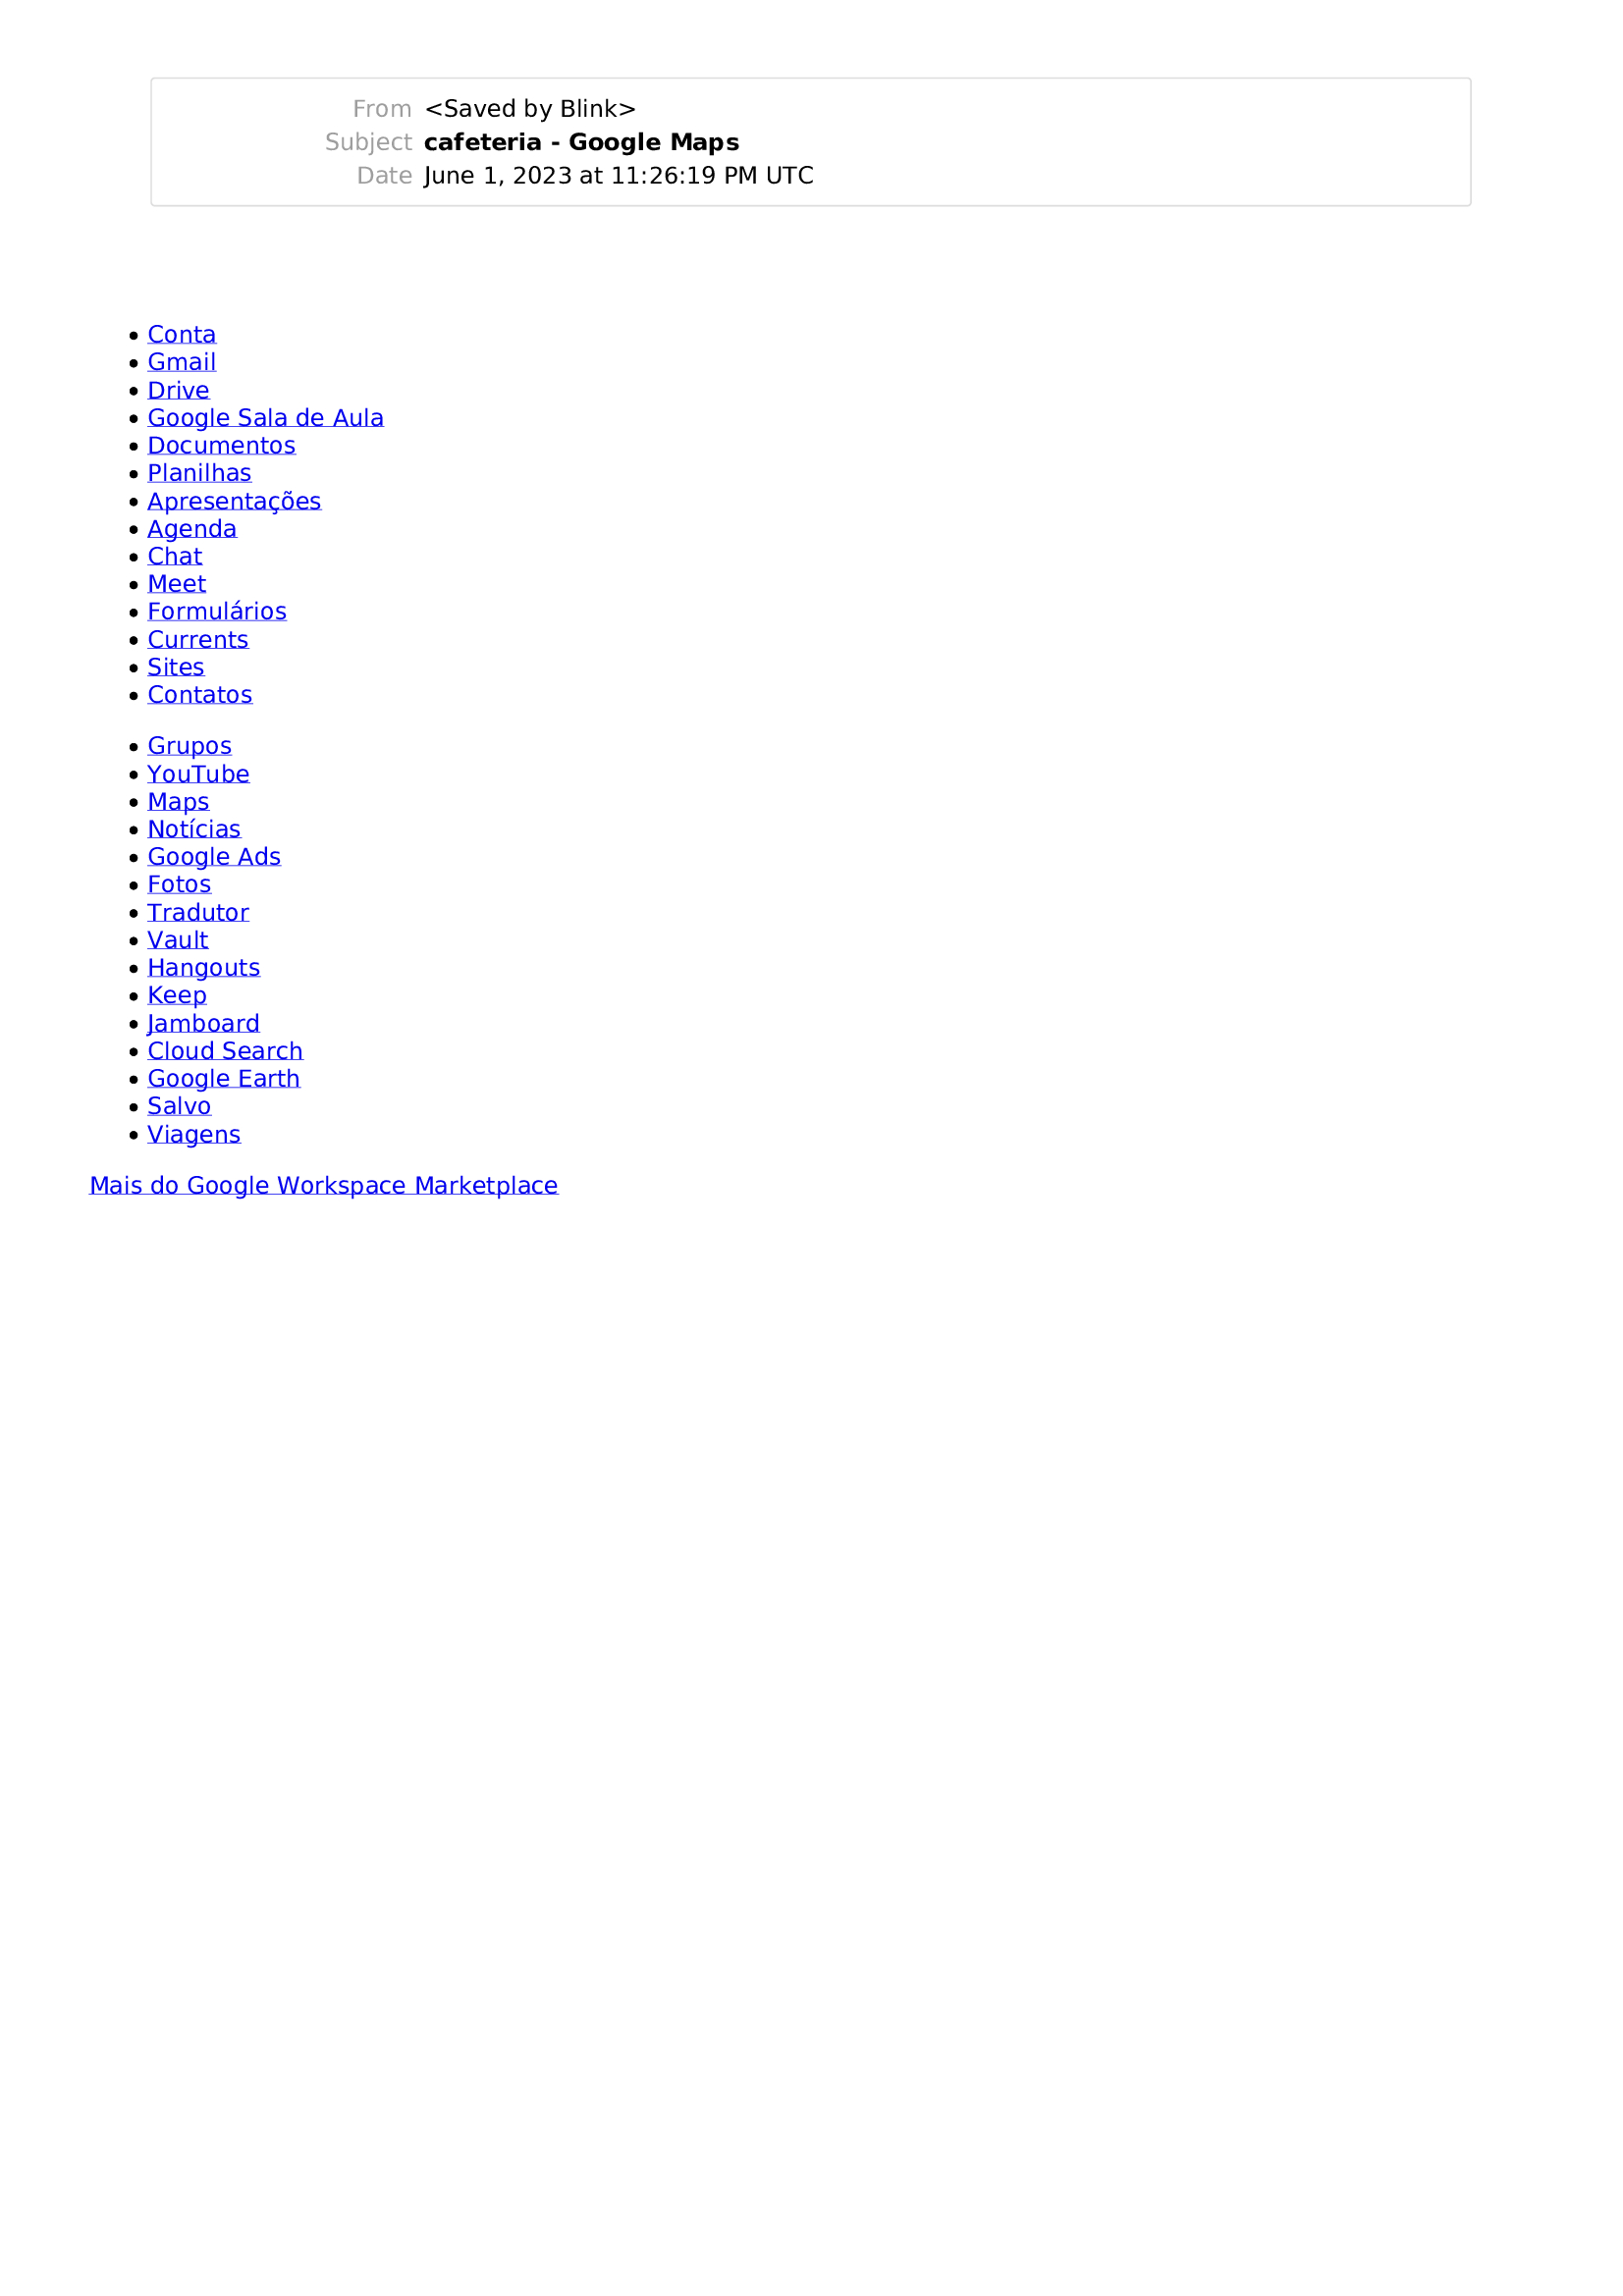 From <Saved by Blink>
Subject cafeteria - Google Maps
Date June 1, 2023 at 11:26:19 PM UTC
Conta
Gmail
Drive
Google Sala de Aula
Documentos
Planilhas
Apresentações
Agenda
Chat
Meet
Formulários
Currents
Sites
Contatos
Grupos
YouTube
Maps
Notícias
Google Ads
Fotos
Tradutor
Vault
Hangouts
Keep
Jamboard
Cloud Search
Google Earth
Salvo
Viagens
Mais do Google Workspace Marketplace